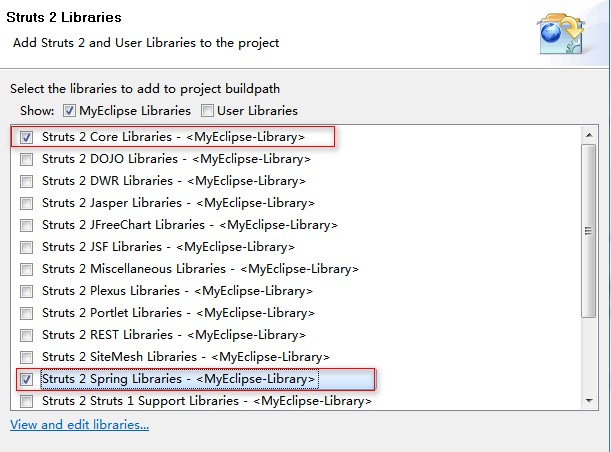 Struts 2 Libraries
Add Struts 2 and User Libraries to the project
Select the libraries to add to project buildpath
Show: MyEclipse Libraries User Libraries
Struts 2 Core Libraries - <MyEclipse-Library>
Struts 2 DOJO Libraries - <MyEclipse-Library>
Struts 2 DWR Libraries - <MyEclipse-Library>
Struts 2 Jasper Libraries - <MyEclipse-Library>
Struts 2 JFreeChart Libraries - <MyEclipse-Library>
Struts 2 JSF Libraries - <MyEclipse-Library>
Struts 2 Miscellaneous Libraries - <MyEclipse-Library>
Struts 2 Plexus Libraries - <MyEclipse-Library>
Struts 2 Portlet Libraries - <MyEclipse-Library>
Struts 2 REST Libraries - <MyEclipse-Library>
Struts 2 SiteMesh Libraries - <MyEclipse-Library>
Struts 2 Spring Libraries - <MyEclipse-Library>
Struts 2 Struts 1 Support Libraries - <MyEclipse-Library>
View and edit libraries...